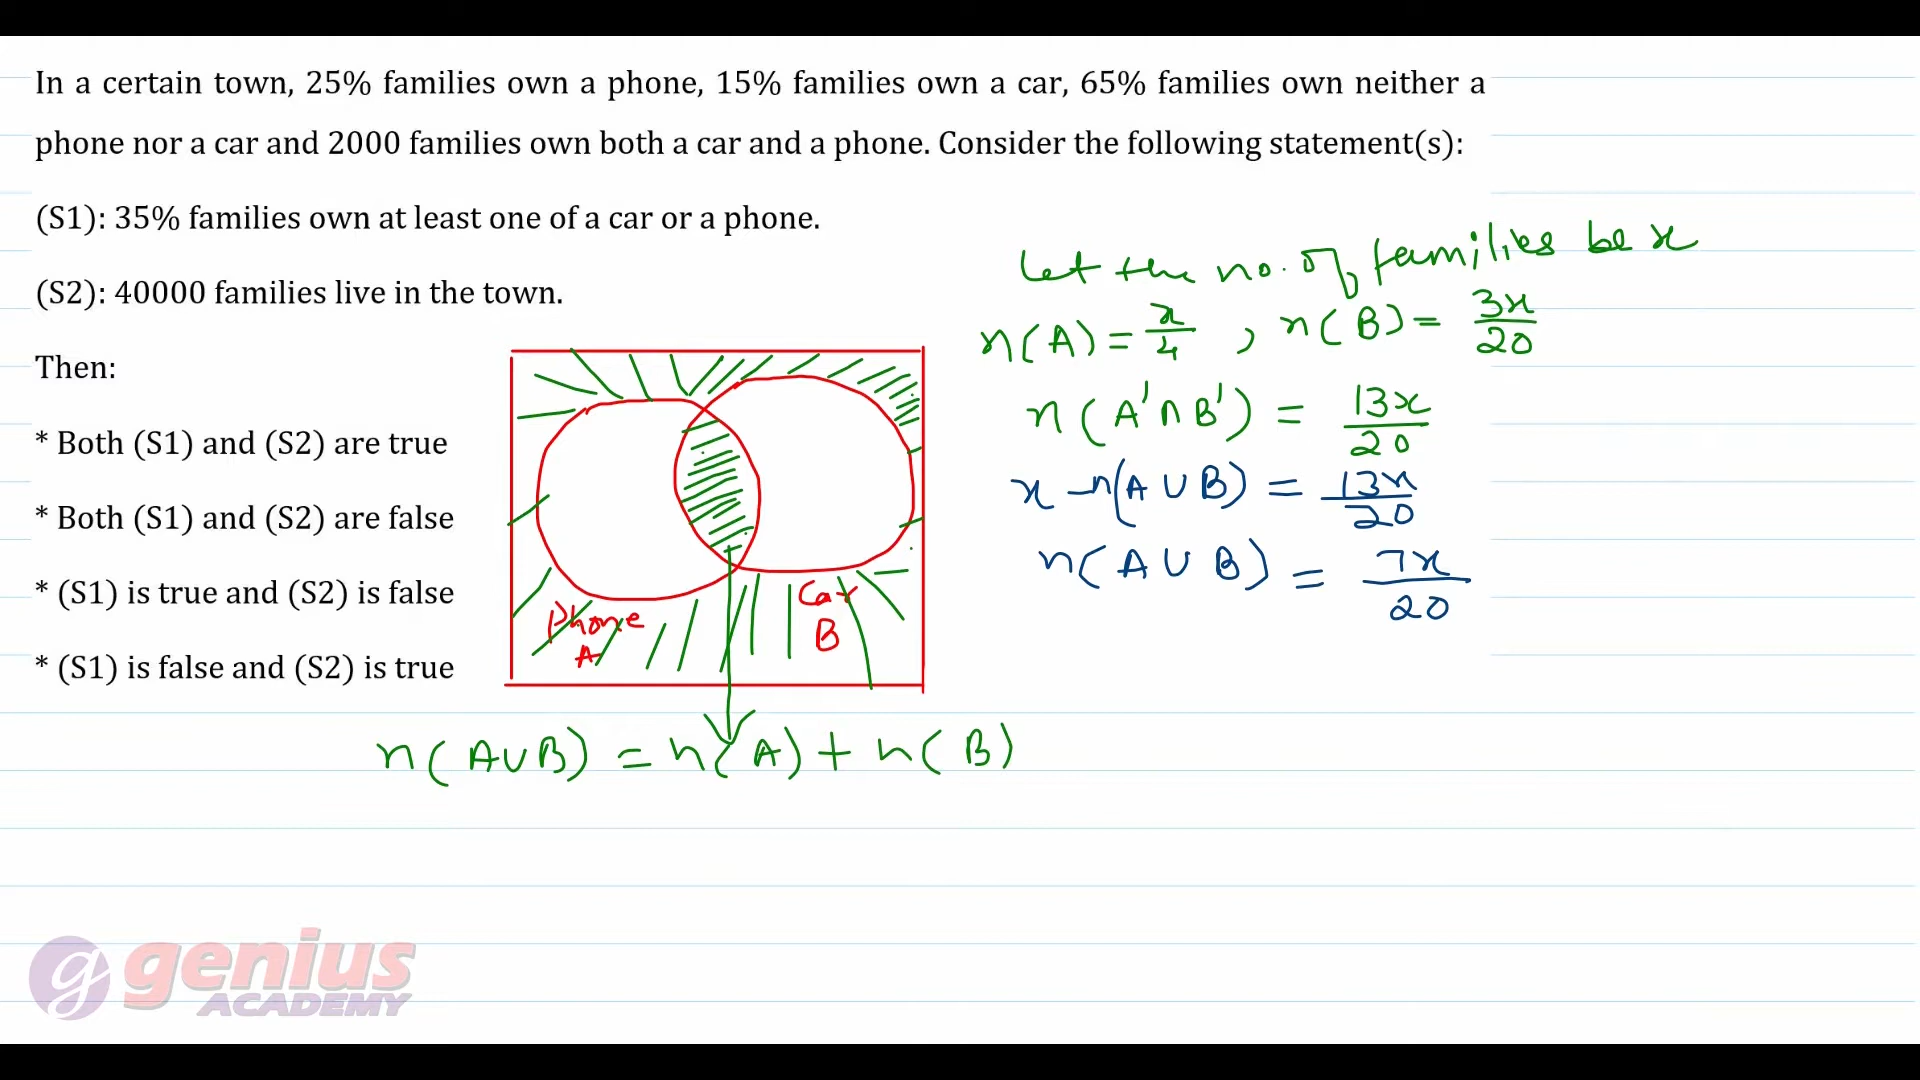 In a certain town, 25% families own a phone, 15% families own a car, 65% families own neither a
phone nor a car and 2000 families own both a car and a phone. Consider the following statement(s):
(S1): 35% families own at least one of a car or a phone.
(S2): 40000 families live in the town.
Then:
* Both (S1) and (S2) are true
* Both (S1) and (S2) are false
* (S1) is true and (S2) is false
* (S1) is false and (S2) is true
Let the no. of families be x
n(A) = x/4 , n(B) = 3x/20
n(A' ∩ B') = 13x/20
x - n(A ∪ B) = 13x/20
n(A ∪ B) = 7x/20
Phone
A
Car
B
n(A∪B) = n(A) + n(B)
g genius
ACADEMY